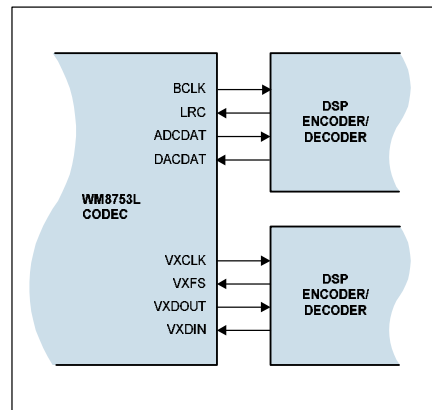 BCLK
LRC
ADCDAT
DACDAT
DSP
ENCODER/
DECODER
WM8753L
CODEC
VXCLK
VXFS
VXDOUT
VXDIN
DSP
ENCODER/
DECODER